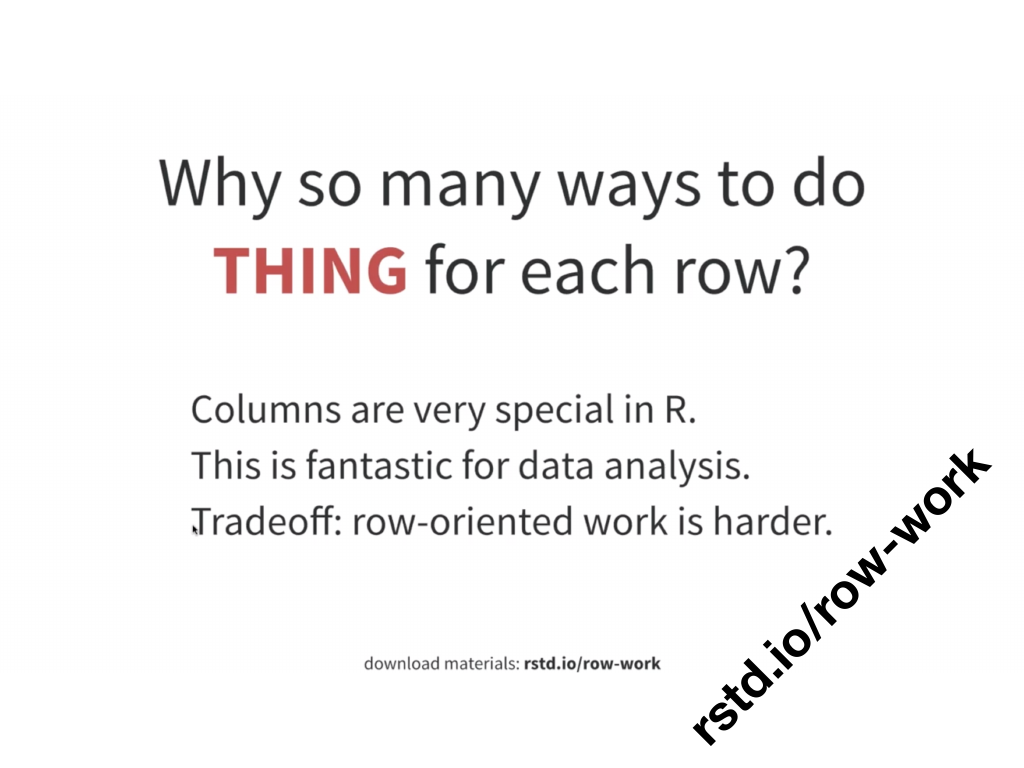 Why so many ways to do
THING for each row?
Columns are very special in R.
This is fantastic for data analysis.
Tradeoff: row-oriented work is harder.
download materials: rstd.io/row-work
rstd.io/row-work